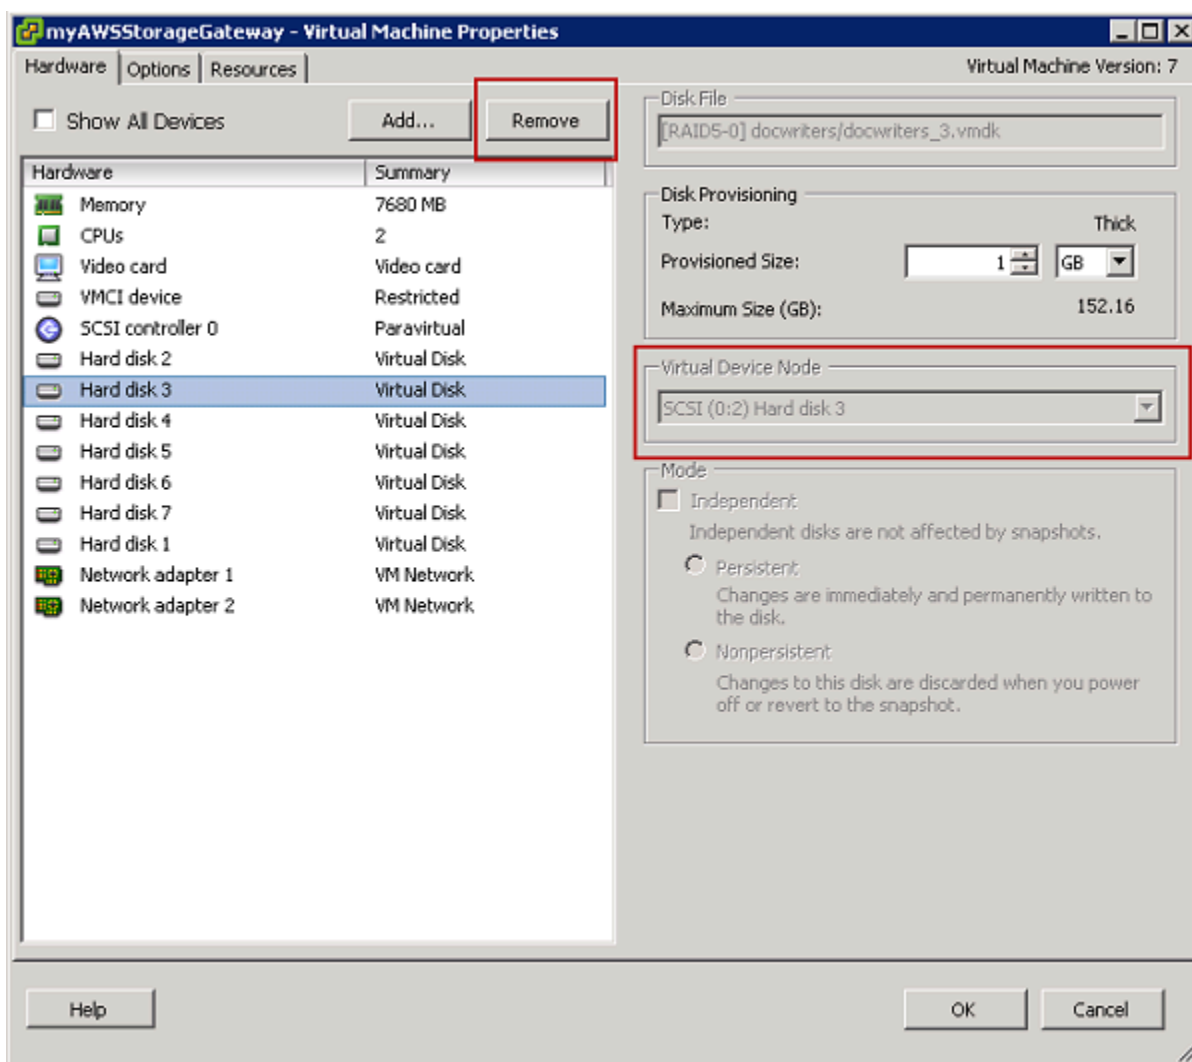 myAWSStorageGateway - Virtual Machine Properties
Hardware Options Resources
Virtual Machine Version: 7
Show All Devices
Add...
Remove
Hardware Summary
Memory 7680 MB
CPUs 2
Video card Video card
VMCI device Restricted
SCSI controller 0 Paravirtual
Hard disk 2 Virtual Disk
Hard disk 3 Virtual Disk
Hard disk 4 Virtual Disk
Hard disk 5 Virtual Disk
Hard disk 6 Virtual Disk
Hard disk 7 Virtual Disk
Hard disk 1 Virtual Disk
Network adapter 1 VM Network
Network adapter 2 VM Network
Disk File
[RAID5-0] docwriters/docwriters_3.vmdk
Disk Provisioning
Type: Thick
Provisioned Size: 1 GB
Maximum Size (GB): 152.16
Virtual Device Node
SCSI (0:2) Hard disk 3
Mode
Independent
Independent disks are not affected by snapshots.
Persistent
Changes are immediately and permanently written to
the disk.
Nonpersistent
Changes to this disk are discarded when you power
off or revert to the snapshot.
Help
OK
Cancel